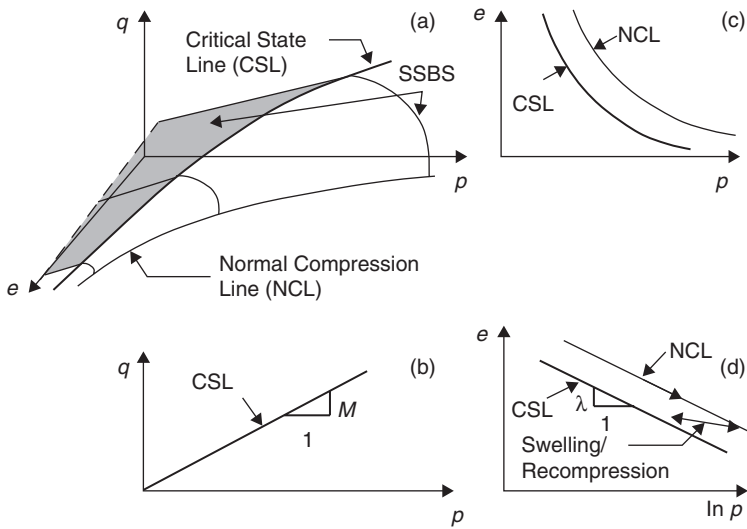 q
(a)
Critical State
Line (CSL)
SSBS
p
e
Normal Compression
Line (NCL)
e
(c)
NCL
CSL
p
q
(b)
CSL
M
1
p
e
(d)
NCL
CSL
λ
1
Swelling/
Recompression
ln p